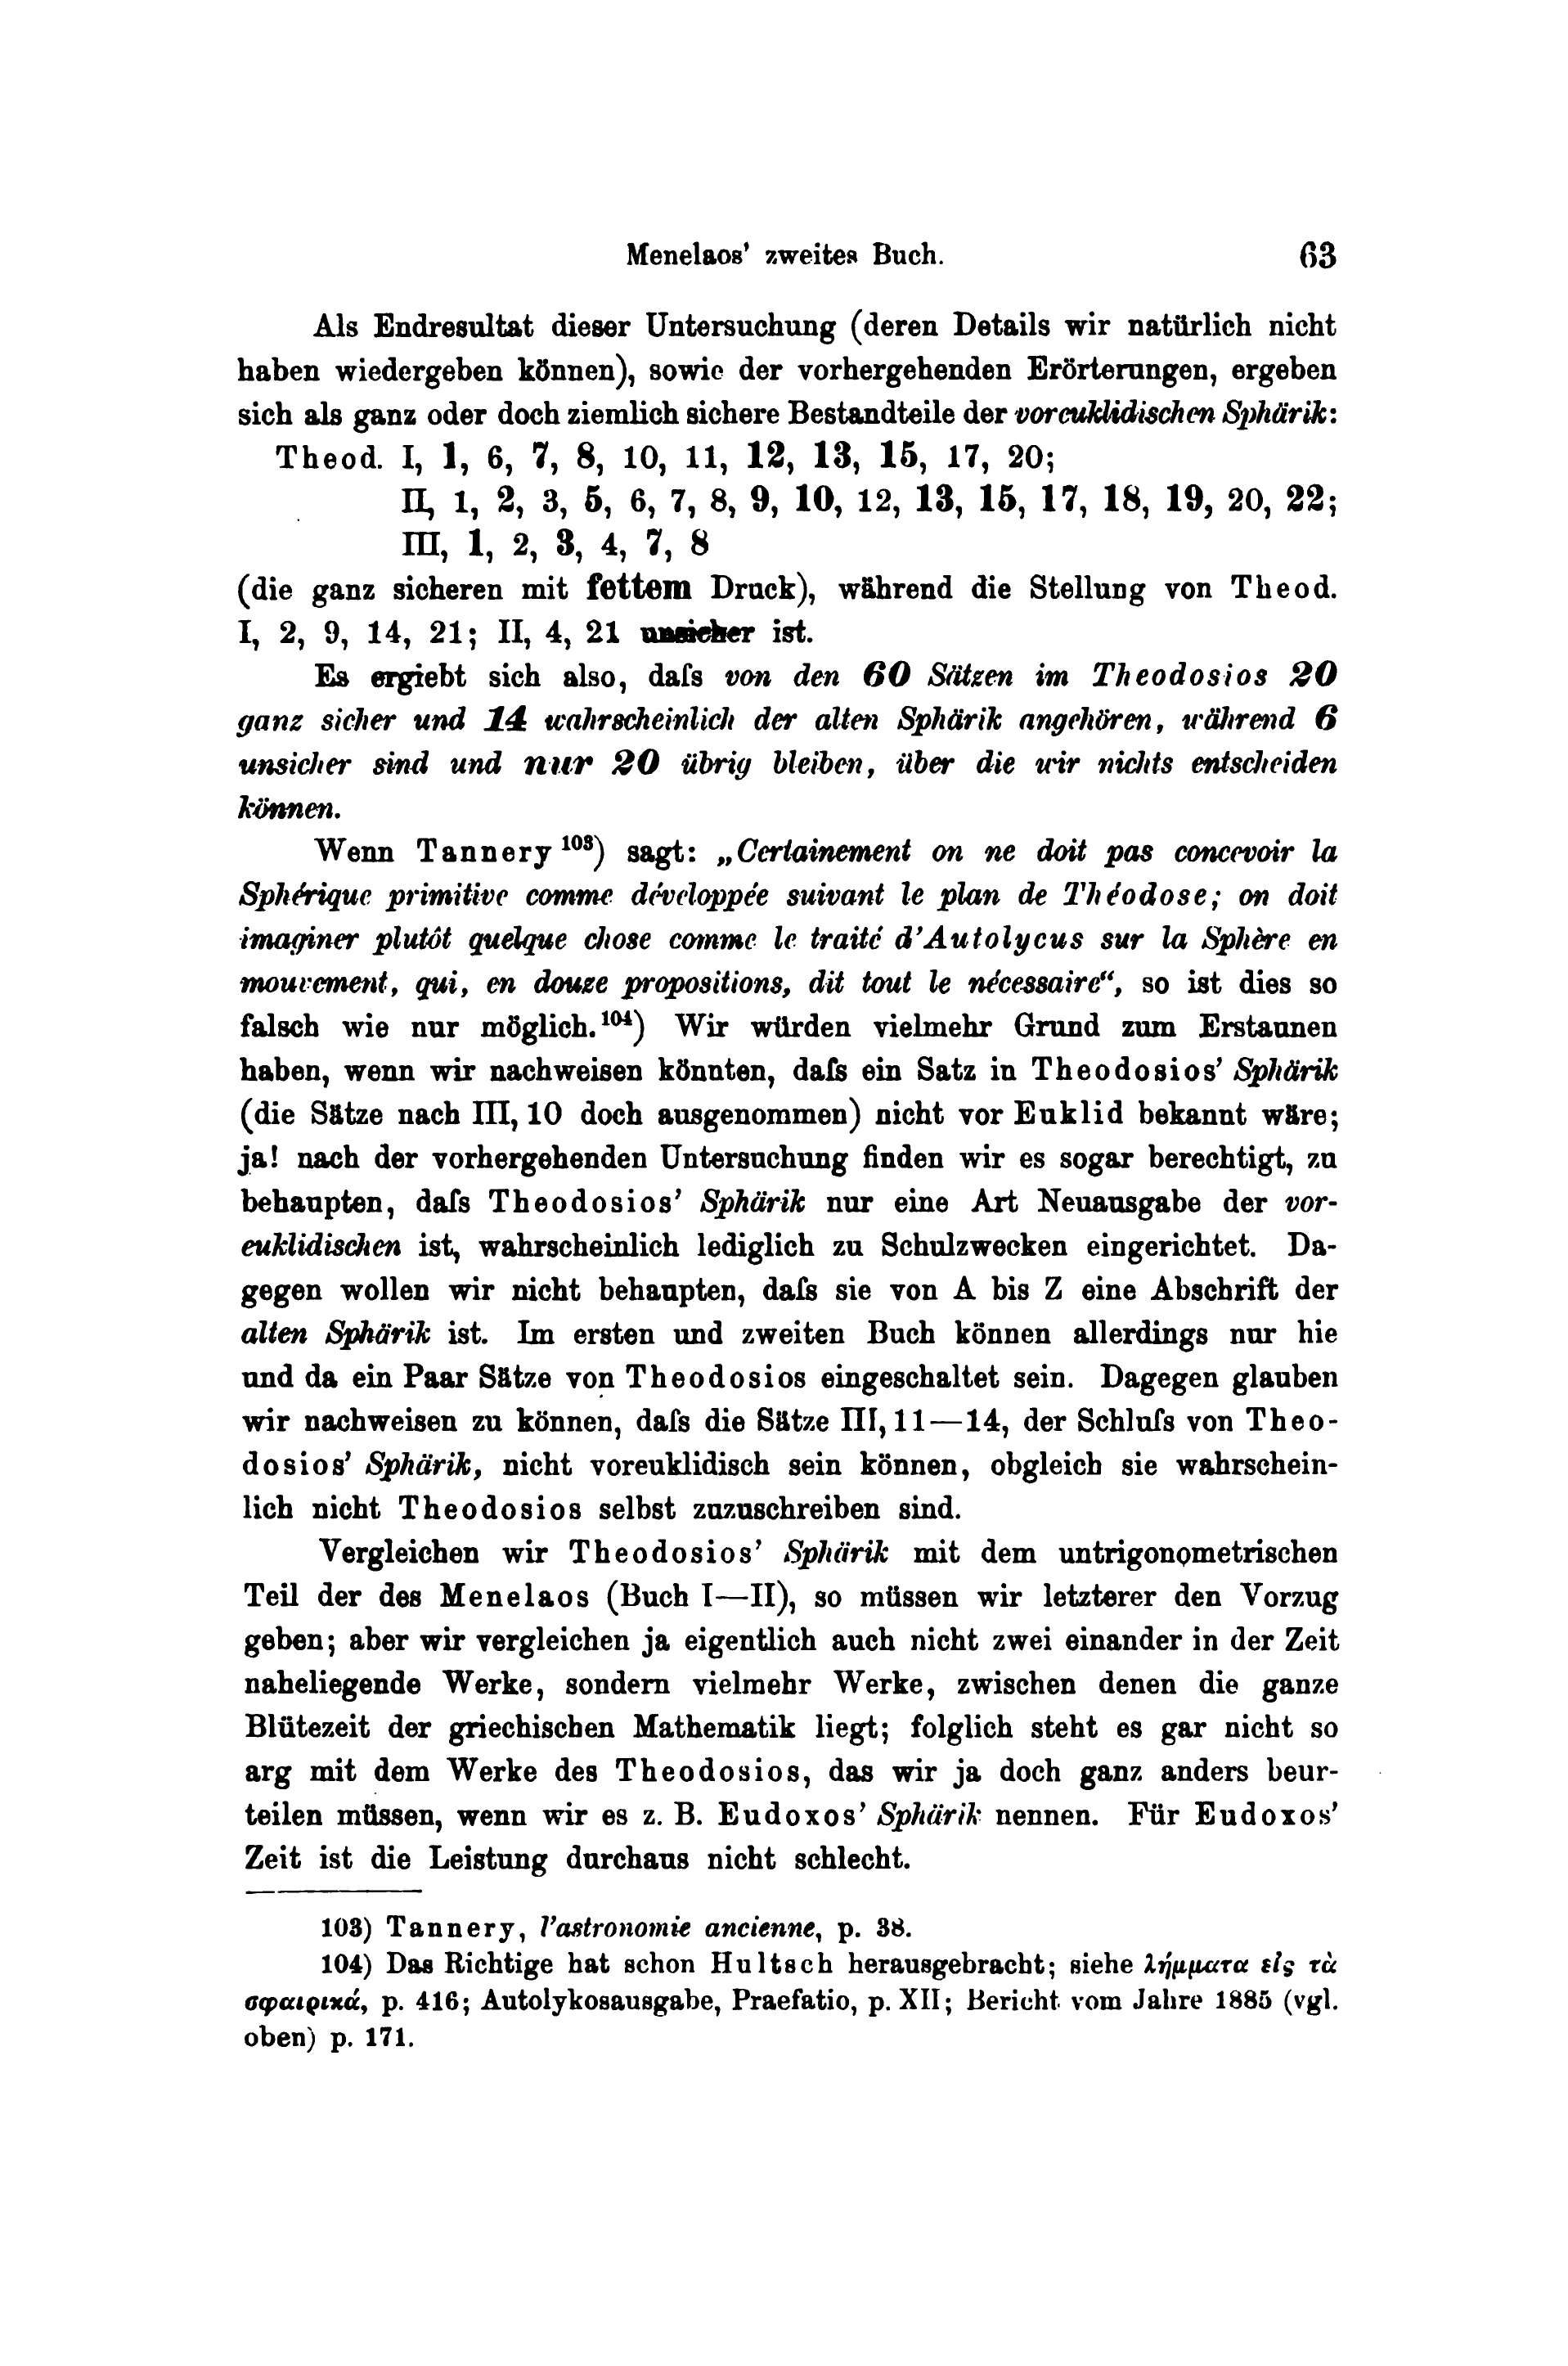 Menelaos' zweites Buch. 63
Als Endresultat dieser Untersuchung (deren Details wir natürlich nicht
haben wiedergeben können), sowie der vorhergehenden Erörterungen, ergeben
sich als ganz oder doch ziemlich sichere Bestandteile der voreuklidischen Sphärik:
Theod. I, 1, 6, 7, 8, 10, 11, 12, 13, 15, 17, 20;
II, 1, 2, 3, 5, 6, 7, 8, 9, 10, 12, 13, 15, 17, 18, 19, 20, 22;
III, 1, 2, 3, 4, 7, 8
(die ganz sicheren mit fettem Druck), während die Stellung von Theod.
I, 2, 9, 14, 21; II, 4, 21 unsicher ist.
Es ergiebt sich also, daſs von den 60 Sätzen im Theodosios 20
ganz sicher und 14 wahrscheinlich der alten Sphärik angehören, während 6
unsicher sind und nur 20 übrig bleiben, über die wir nichts entscheiden
können.
Wenn Tannery ¹⁰³) sagt: „Certainement on ne doit pas concevoir la
Sphérique primitive comme développée suivant le plan de Théodose; on doit
imaginer plutôt quelque chose comme le traité d'Autolycus sur la Sphère en
mouvement, qui, en douze propositions, dit tout le nécessaire“, so ist dies so
falsch wie nur möglich.¹⁰⁴) Wir würden vielmehr Grund zum Erstaunen
haben, wenn wir nachweisen könnten, daſs ein Satz in Theodosios' Sphärik
(die Sätze nach III, 10 doch ausgenommen) nicht vor Euklid bekannt wäre;
ja! nach der vorhergehenden Untersuchung finden wir es sogar berechtigt, zu
behaupten, daſs Theodosios' Sphärik nur eine Art Neuausgabe der vor-
euklidischen ist, wahrscheinlich lediglich zu Schulzwecken eingerichtet. Da-
gegen wollen wir nicht behaupten, daſs sie von A bis Z eine Abschrift der
alten Sphärik ist. Im ersten und zweiten Buch können allerdings nur hie
und da ein Paar Sätze von Theodosios eingeschaltet sein. Dagegen glauben
wir nachweisen zu können, daſs die Sätze III, 11—14, der Schluſs von Theo-
dosios' Sphärik, nicht voreuklidisch sein können, obgleich sie wahrschein-
lich nicht Theodosios selbst zuzuschreiben sind.
Vergleichen wir Theodosios' Sphärik mit dem untrigonometrischen
Teil der des Menelaos (Buch I—II), so müssen wir letzterer den Vorzug
geben; aber wir vergleichen ja eigentlich auch nicht zwei einander in der Zeit
naheliegende Werke, sondern vielmehr Werke, zwischen denen die ganze
Blütezeit der griechischen Mathematik liegt; folglich steht es gar nicht so
arg mit dem Werke des Theodosios, das wir ja doch ganz anders beur-
teilen müssen, wenn wir es z. B. Eudoxos' Sphärik nennen. Für Eudoxos'
Zeit ist die Leistung durchaus nicht schlecht.
103) Tannery, l'astronomie ancienne, p. 38.
104) Das Richtige hat schon Hultsch herausgebracht; siehe λήμματα εἰς τὰ
σφαιρικά, p. 416; Autolykosausgabe, Praefatio, p. XII; Bericht vom Jahre 1885 (vgl.
oben) p. 171.